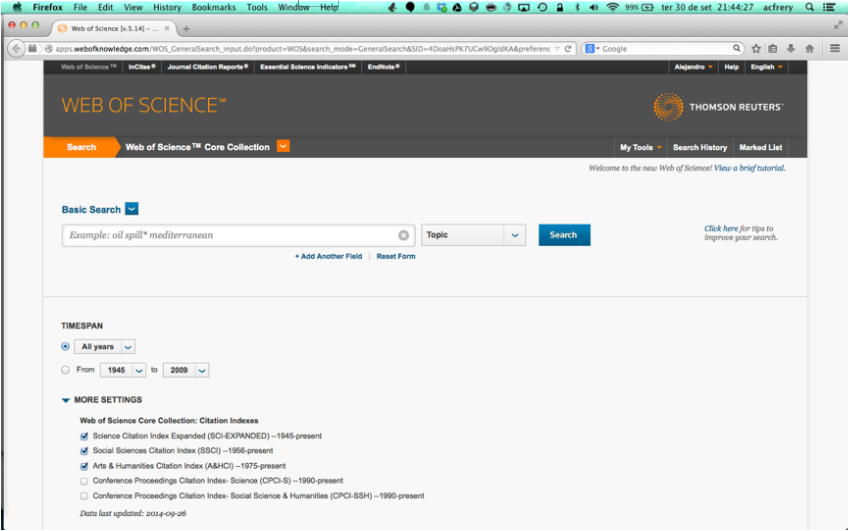 Firefox File Edit View History Bookmarks Tools Window Help 99% ter 30 de set 21:44:27 acfrery
Web of Science [v.5.14] – ...
apps.webofknowledge.com/WOS_GeneralSearch_input.do?product=WOS&search_mode=GeneralSearch&SID=4DoaHsPK7UCw9OgldKA&preferenc Google
Web of Science™ InCites® Journal Citation Reports® Essential Science Indicators℠ EndNote® Alejandro Help English
WEB OF SCIENCE™
THOMSON REUTERS™
Search Web of Science™ Core Collection My Tools Search History Marked List
Welcome to the new Web of Science! View a brief tutorial.
Basic Search
Example: oil spill* mediterranean Topic Search
Click here for tips to
improve your search.
+ Add Another Field | Reset Form
TIMESPAN
All years
From 1945 to 2009
MORE SETTINGS
Web of Science Core Collection: Citation Indexes
Science Citation Index Expanded (SCI-EXPANDED) --1945-present
Social Sciences Citation Index (SSCI) --1956-present
Arts & Humanities Citation Index (A&HCI) --1975-present
Conference Proceedings Citation Index- Science (CPCI-S) --1990-present
Conference Proceedings Citation Index- Social Science & Humanities (CPCI-SSH) --1990-present
Data last updated: 2014-09-26